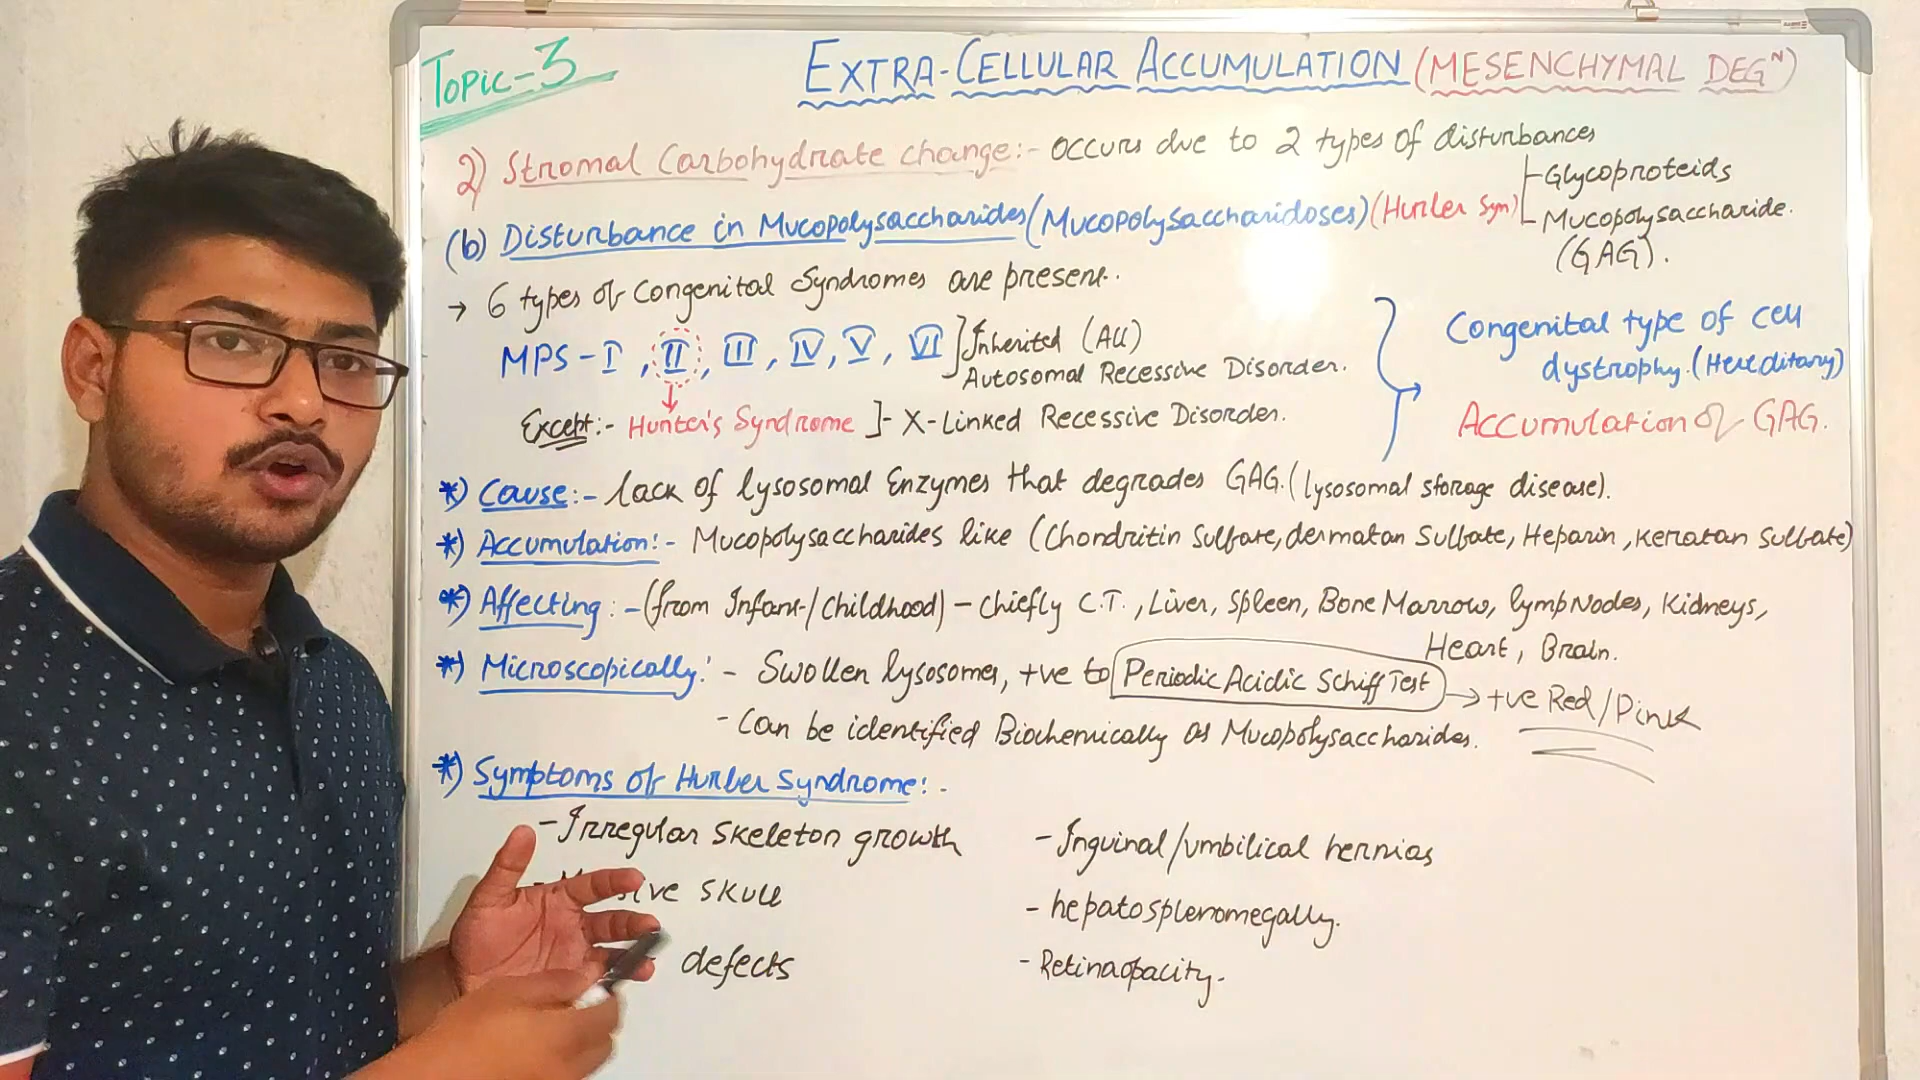 Topic-3
EXTRA-CELLULAR ACCUMULATION (MESENCHYMAL DEGᴺ)
2) Stromal Carbohydrate change:- occurs due to 2 types of disturbances
Glycoproteids
Mucopolysaccharide.
(GAG).
(b) Disturbance in Mucopolysaccharides (Mucopolysaccharidoses) (Hurler Syn)
→ 6 types of Congenital Syndromes are present.
MPS - I , II , III , IV , V , VI ] Inherited (All)
- Autosomal Recessive Disorder.
Except:- Hunter's Syndrome ]- X-Linked Recessive Disorder.
Congenital type of cell
dystrophy. (Hereditary)
Accumulation of GAG.
*) Cause:- lack of lysosomal Enzymes that degrades GAG. (lysosomal storage disease).
*) Accumulation:- Mucopolysaccharides like (Chondritin Sulfate, dermatan Sulfate, Heparin, Keratan Sulfate)
*) Affecting:- (from Infant/Childhood) - chiefly C.T., Liver, Spleen, Bone Marrow, lymp Nodes, Kidneys,
Heart, Brain.
*) Microscopically:- Swollen lysosomes, +ve to Periodic Acidic Schiff Test → +ve Red/Pink
- Can be identified Biochemically as Mucopolysaccharides.
*) Symptoms of Hurler Syndrome:-
- Irregular skeleton growth
skull
defects
- Inguinal/umbilical hernias
- hepatosplenomegally.
- Retinaopacity.